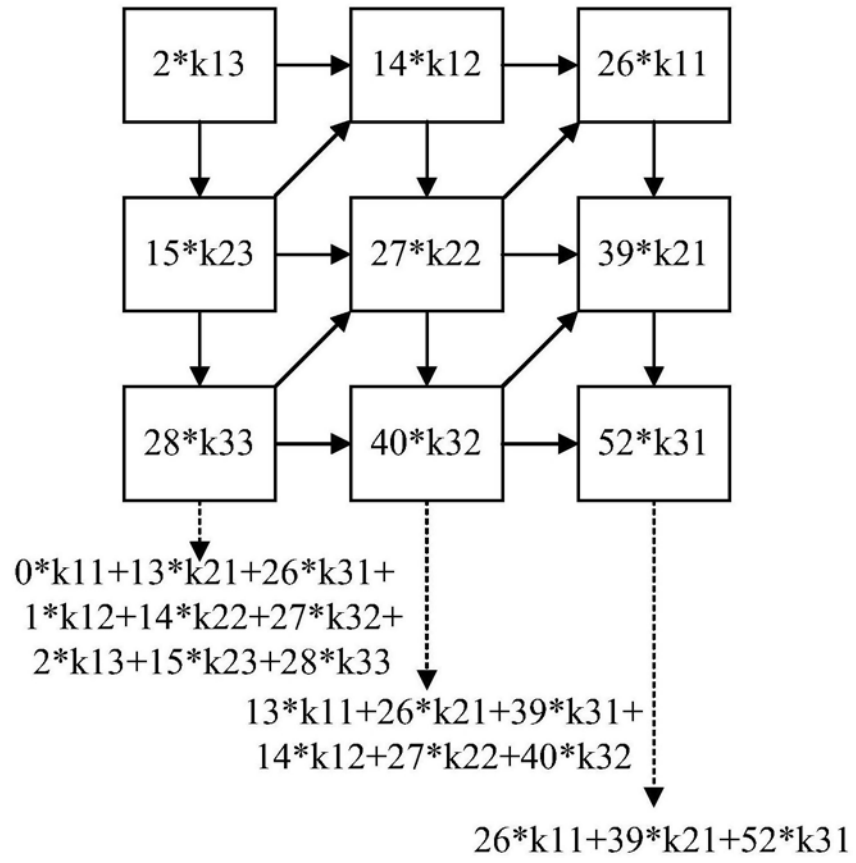 2*k13
14*k12
26*k11
15*k23
27*k22
39*k21
28*k33
40*k32
52*k31
0*k11+13*k21+26*k31+
1*k12+14*k22+27*k32+
2*k13+15*k23+28*k33
13*k11+26*k21+39*k31+
14*k12+27*k22+40*k32
26*k11+39*k21+52*k31